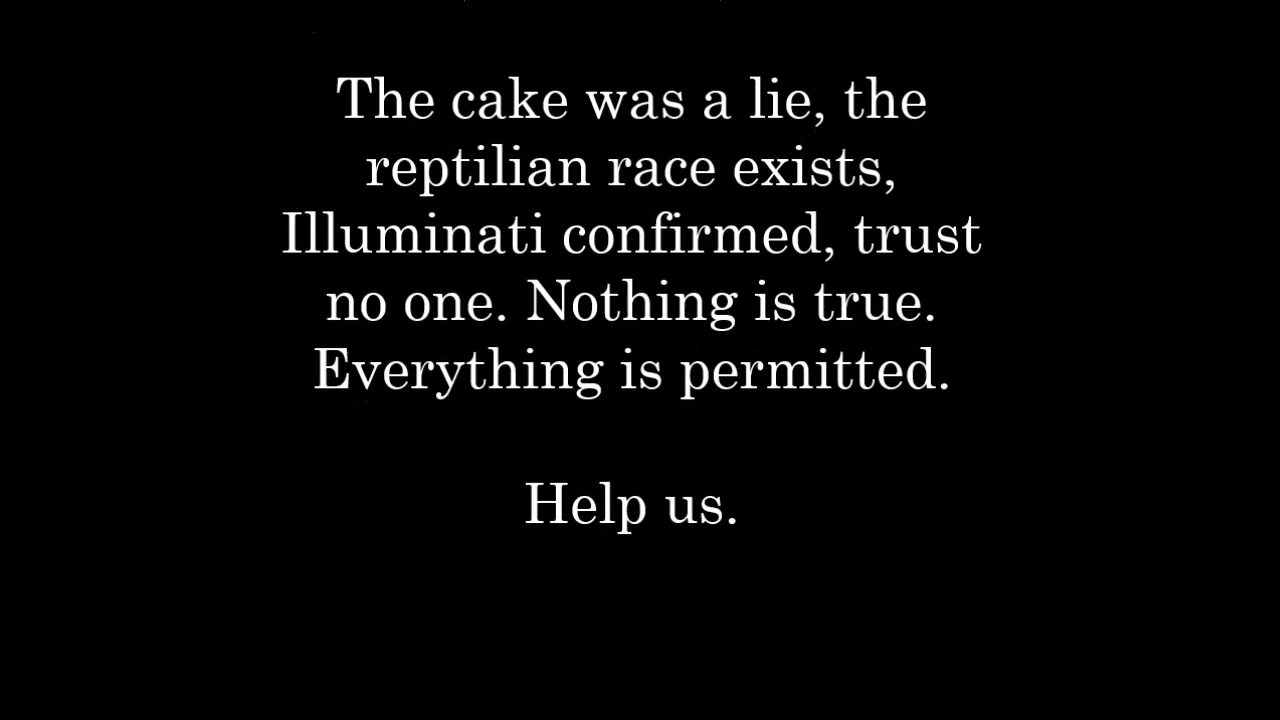 The cake was a lie, the
reptilian race exists,
Illuminati confirmed, trust
no one. Nothing is true.
Everything is permitted.
Help us.